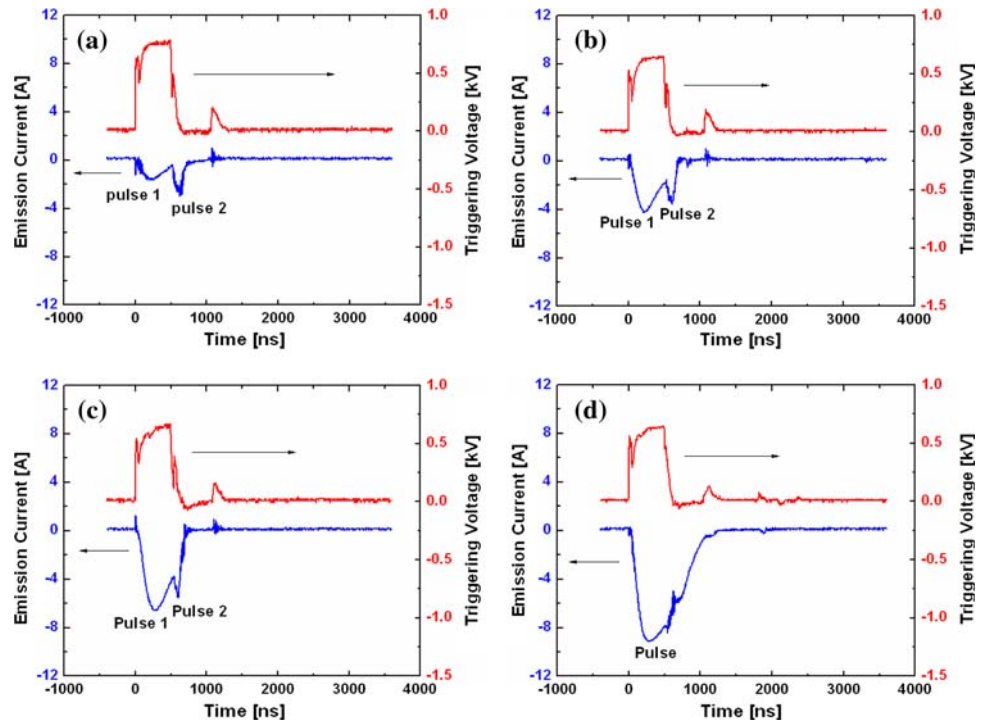 (a)
Emission Current [A]
12
8
4
0
-4
-8
-12
Triggering Voltage [kV]
1.0
0.5
0.0
-0.5
-1.0
-1.5
pulse 1
pulse 2
-1000 0 1000 2000 3000 4000
Time [ns]
(b)
Emission Current [A]
12
8
4
0
-4
-8
-12
Triggering Voltage [kV]
1.0
0.5
0.0
-0.5
-1.0
-1.5
Pulse 1
Pulse 2
-1000 0 1000 2000 3000 4000
Time [ns]
(c)
Emission Current [A]
12
8
4
0
-4
-8
-12
Triggering Voltage [kV]
1.0
0.5
0.0
-0.5
-1.0
-1.5
Pulse 1
Pulse 2
-1000 0 1000 2000 3000 4000
Time [ns]
(d)
Emission Current [A]
12
8
4
0
-4
-8
-12
Triggering Voltage [kV]
1.0
0.5
0.0
-0.5
-1.0
-1.5
Pulse
-1000 0 1000 2000 3000 4000
Time [ns]